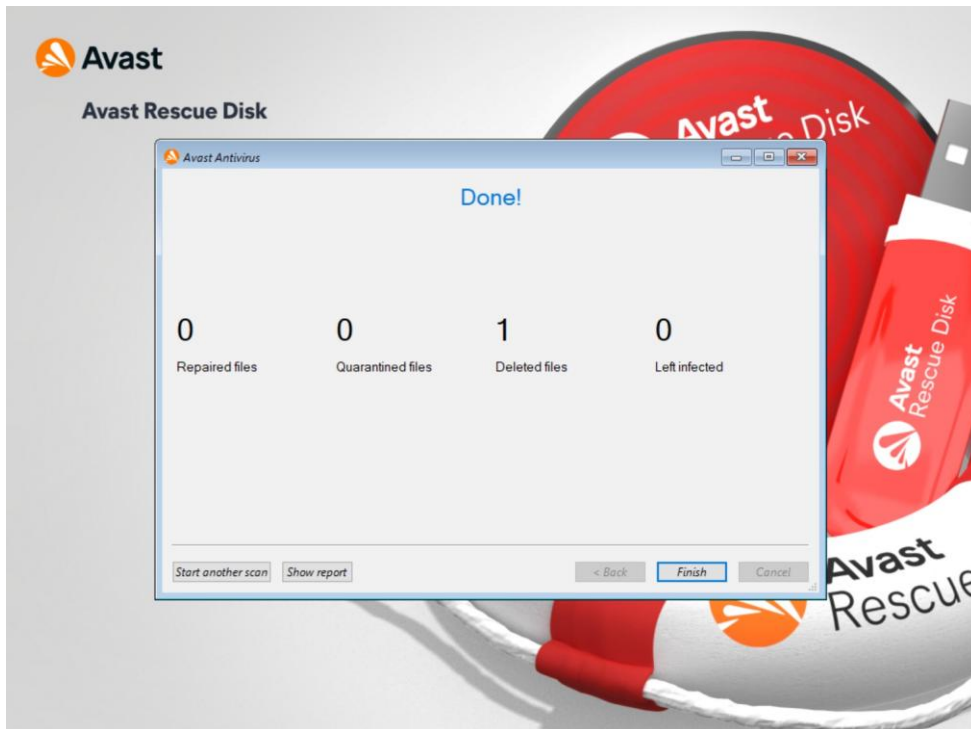 Avast
Avast Rescue Disk
Avast
Rescue Disk
Avast Antivirus
Done!
0
0
1
0
Repaired files
Quarantined files
Deleted files
Left infected
Avast
Rescue Disk
Start another scan
Show report
< Back
Finish
Cancel
Avast